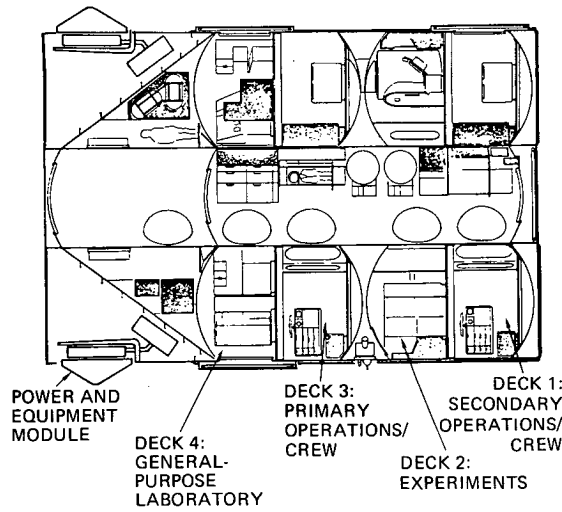 POWER AND
EQUIPMENT
MODULE
DECK 4:
GENERAL-
PURPOSE
LABORATORY
DECK 3:
PRIMARY
OPERATIONS/
CREW
DECK 2:
EXPERIMENTS
DECK 1:
SECONDARY
OPERATIONS/
CREW